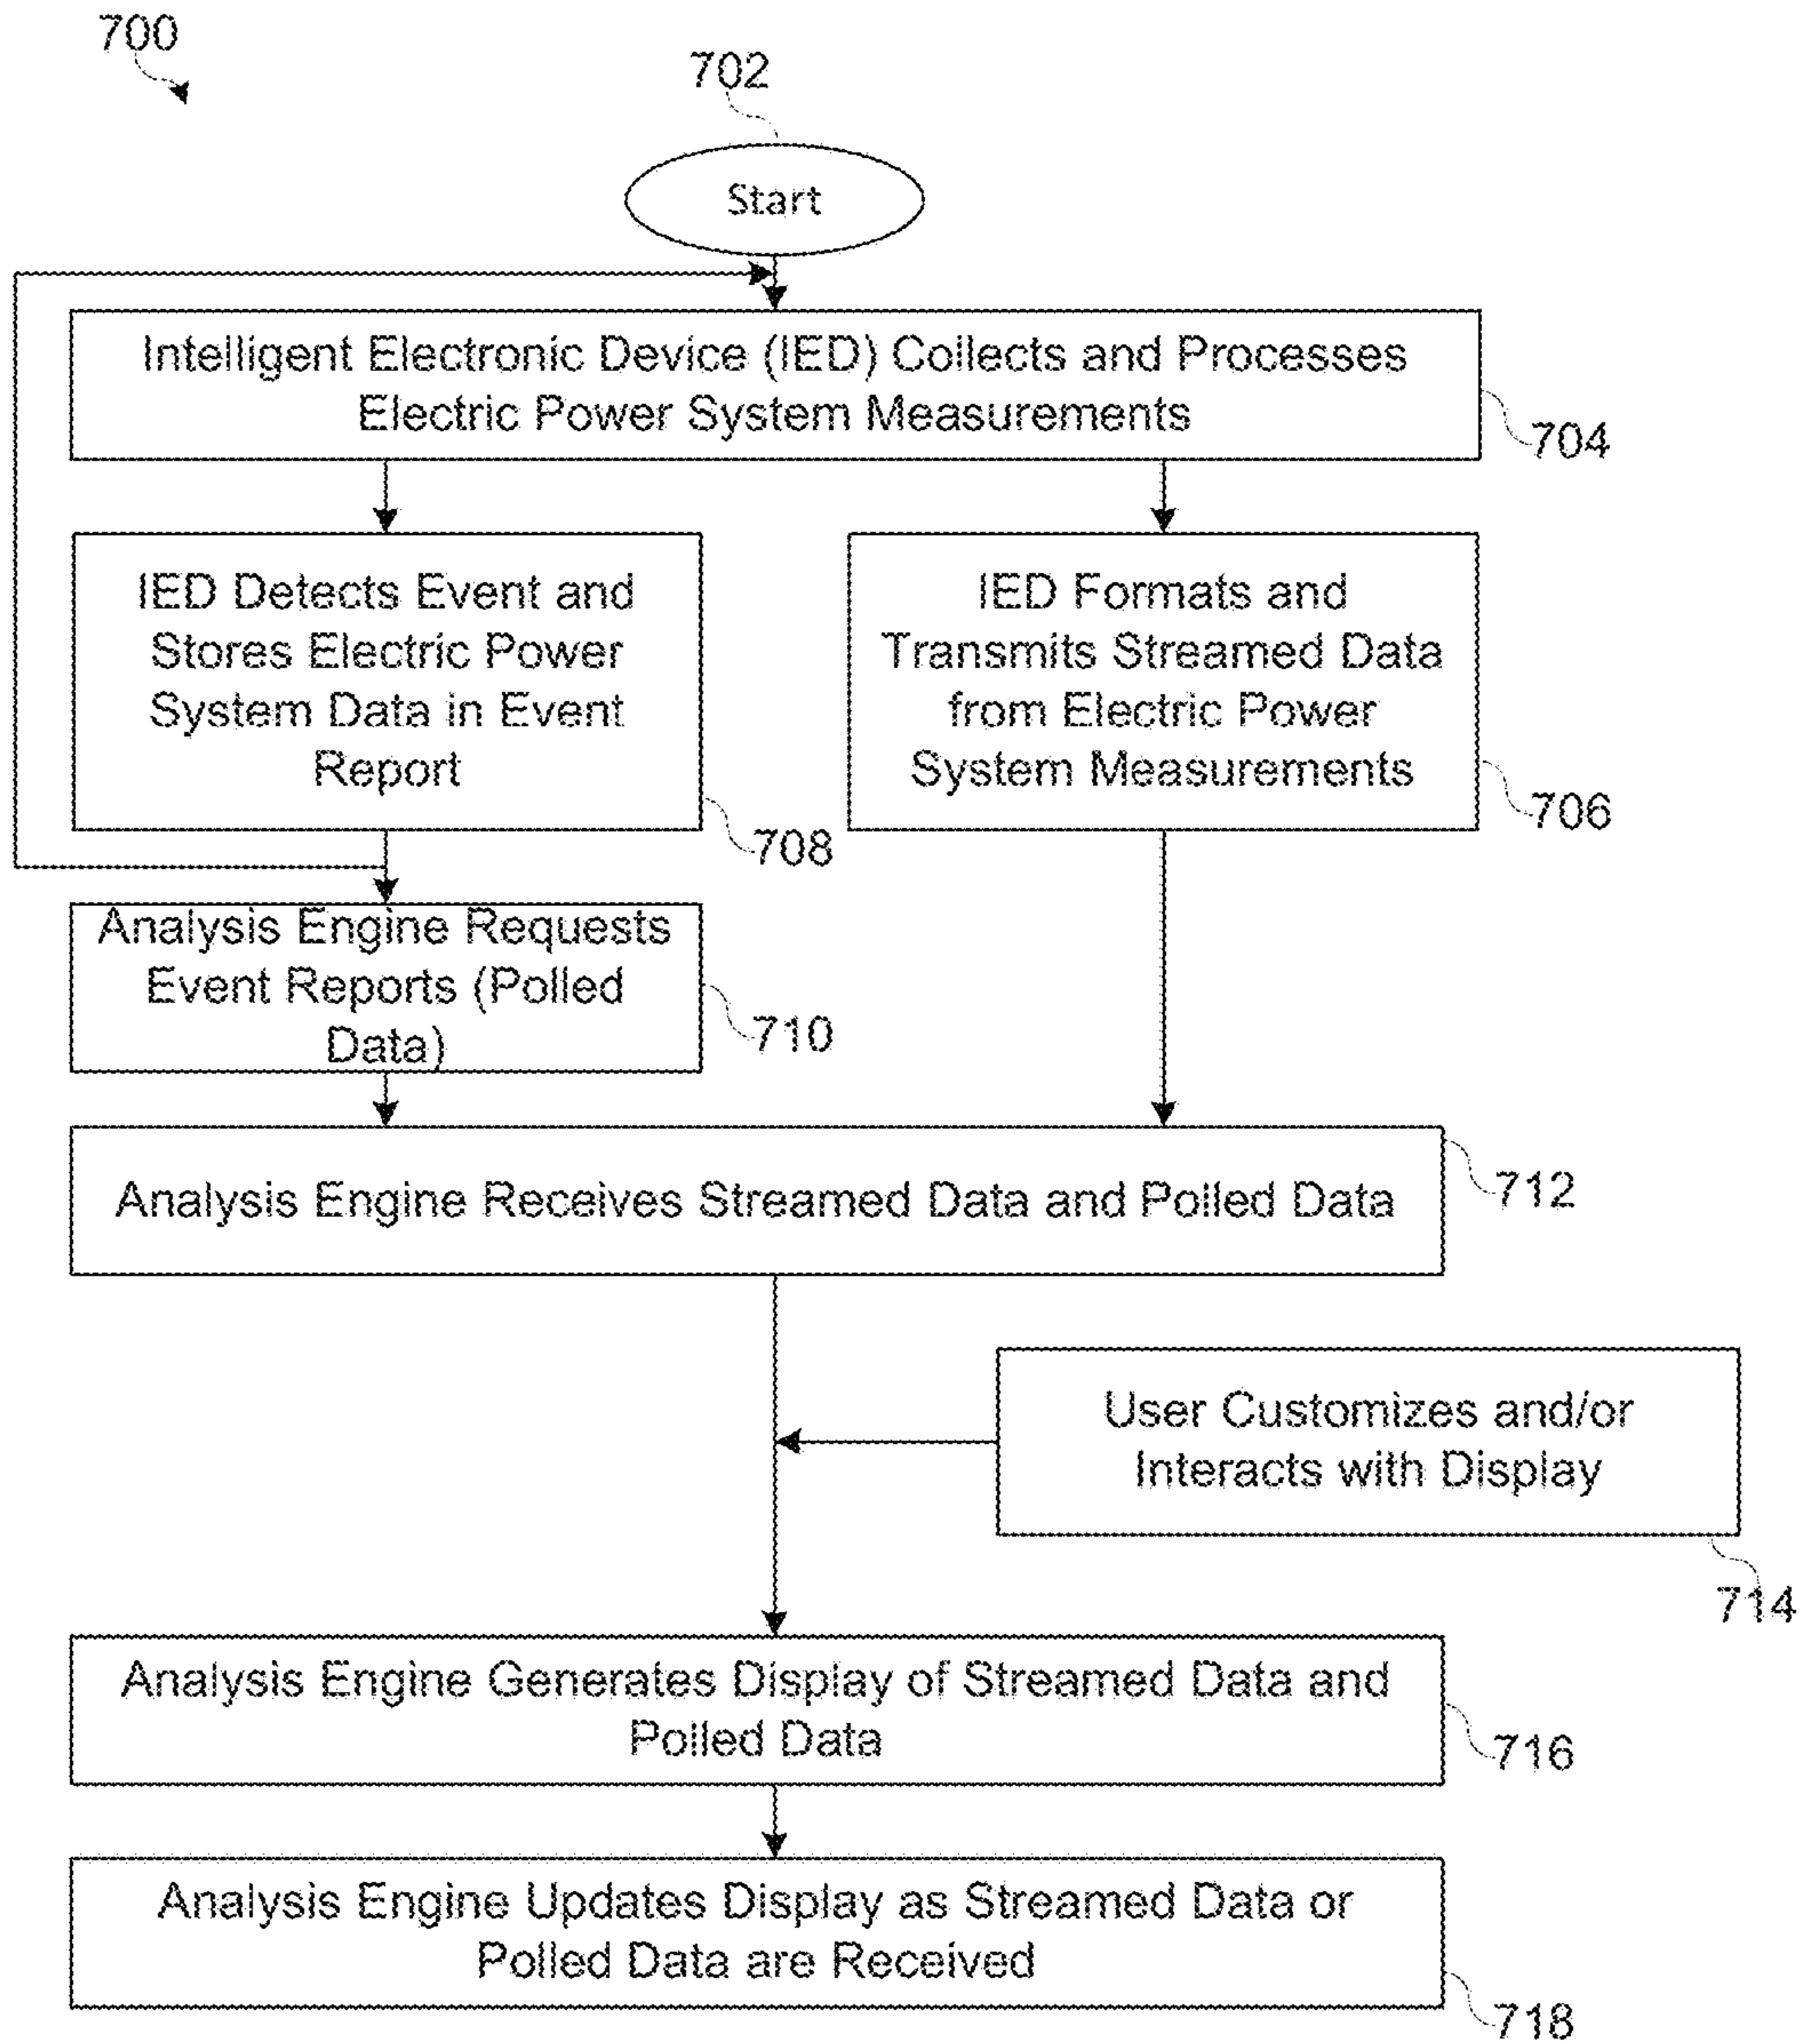 700
702
Start
Intelligent Electronic Device (IED) Collects and Processes
Electric Power System Measurements
704
IED Detects Event and
Stores Electric Power
System Data in Event
Report
708
IED Formats and
Transmits Streamed Data
from Electric Power
System Measurements
706
Analysis Engine Requests
Event Reports (Polled
Data)
710
Analysis Engine Receives Streamed Data and Polled Data
712
User Customizes and/or
Interacts with Display
714
Analysis Engine Generates Display of Streamed Data and
Polled Data
716
Analysis Engine Updates Display as Streamed Data or
Polled Data are Received
718